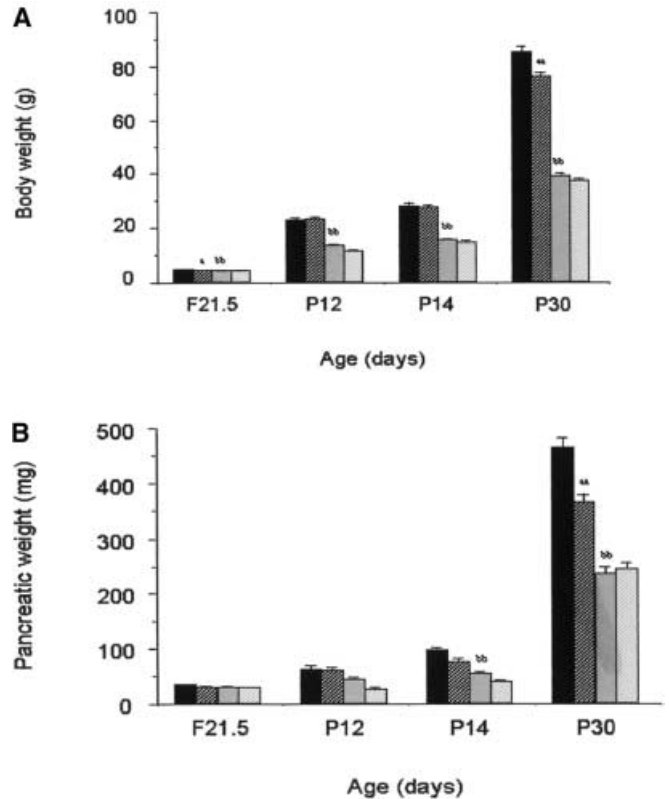 A
Body weight (g)
100
80
60
40
20
0
aa
bb
a
bb
bb
bb
F21.5 P12 P14 P30
Age (days)
B
Pancreatic weight (mg)
500
400
300
200
100
0
aa
bb
bb
F21.5 P12 P14 P30
Age (days)